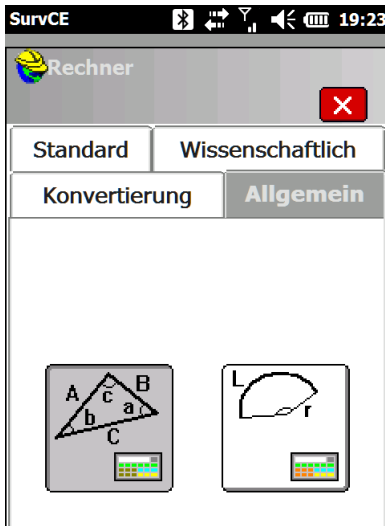 SurvCE 19:23
Rechner
Standard Wissenschaftlich
Konvertierung Allgemein
A c B
b a
C
L
r